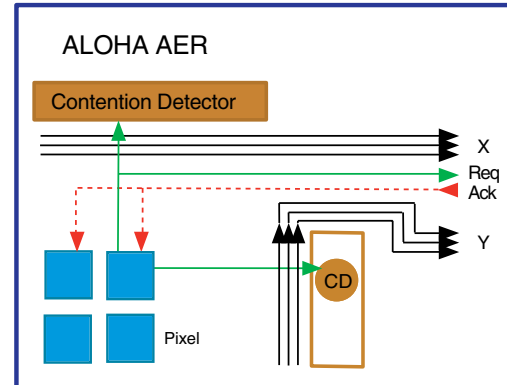 ALOHA AER
Contention Detector
X
Req
Ack
Y
CD
Pixel